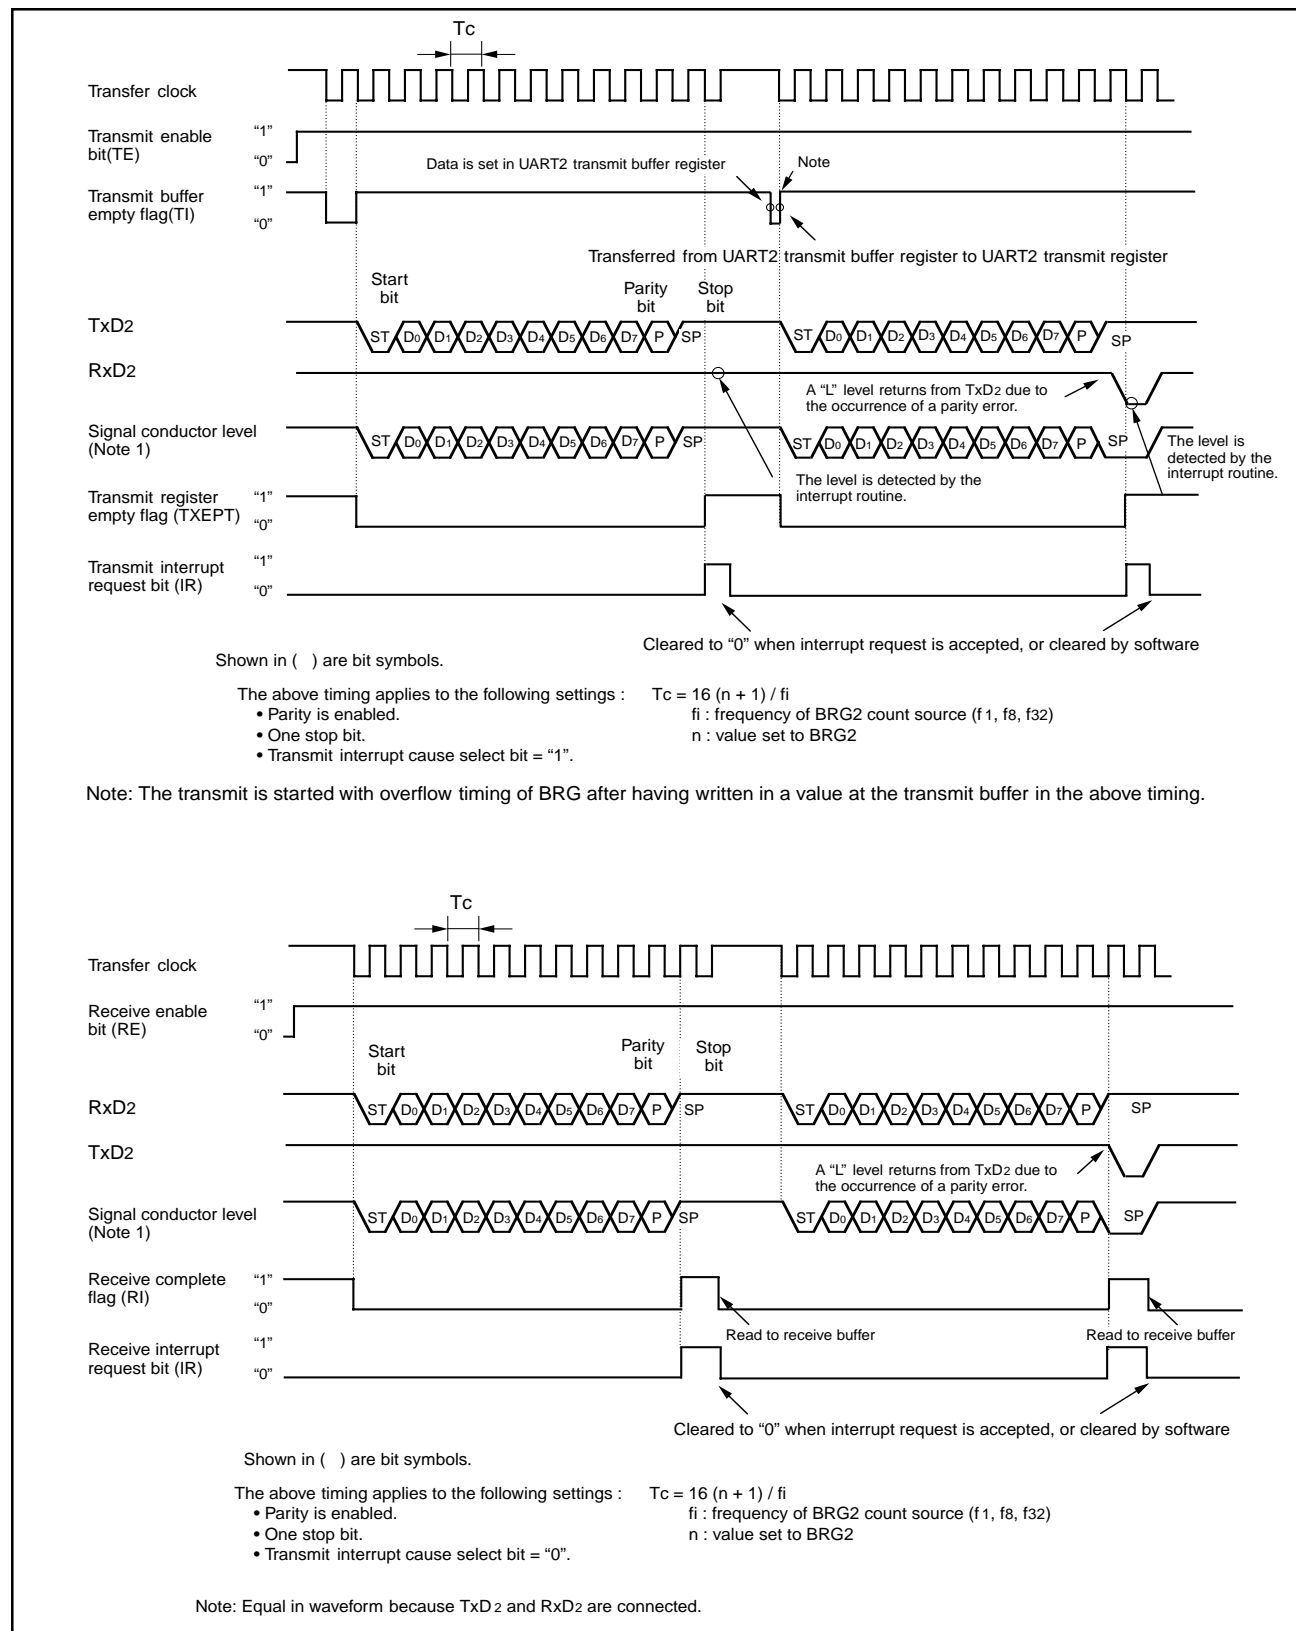 Tc
Transfer clock
Transmit enable
bit(TE)
“1”
“0”
Data is set in UART2 transmit buffer register
Note
Transmit buffer
empty flag(TI)
“1”
“0”
Transferred from UART2 transmit buffer register to UART2 transmit register
Start
bit
Parity
bit
Stop
bit
TxD2
ST D0 D1 D2 D3 D4 D5 D6 D7 P SP
ST D0 D1 D2 D3 D4 D5 D6 D7 P SP
RxD2
A “L” level returns from TxD2 due to
the occurrence of a parity error.
Signal conductor level
(Note 1)
ST D0 D1 D2 D3 D4 D5 D6 D7 P SP
ST D0 D1 D2 D3 D4 D5 D6 D7 P SP
The level is
detected by the
interrupt routine.
The level is detected by the
interrupt routine.
Transmit register
empty flag (TXEPT)
“1”
“0”
Transmit interrupt
request bit (IR)
“1”
“0”
Cleared to “0” when interrupt request is accepted, or cleared by software
Shown in ( ) are bit symbols.
The above timing applies to the following settings :
• Parity is enabled.
• One stop bit.
• Transmit interrupt cause select bit = “1”.
Tc = 16 (n + 1) / fi
fi : frequency of BRG2 count source (f1, f8, f32)
n : value set to BRG2
Note: The transmit is started with overflow timing of BRG after having written in a value at the transmit buffer in the above timing.
Tc
Transfer clock
Receive enable
bit (RE)
“1”
“0”
Start
bit
Parity
bit
Stop
bit
RxD2
ST D0 D1 D2 D3 D4 D5 D6 D7 P SP
ST D0 D1 D2 D3 D4 D5 D6 D7 P SP
TxD2
A “L” level returns from TxD2 due to
the occurrence of a parity error.
Signal conductor level
(Note 1)
ST D0 D1 D2 D3 D4 D5 D6 D7 P SP
ST D0 D1 D2 D3 D4 D5 D6 D7 P SP
Receive complete
flag (RI)
“1”
“0”
Read to receive buffer
Read to receive buffer
Receive interrupt
request bit (IR)
“1”
“0”
Cleared to “0” when interrupt request is accepted, or cleared by software
Shown in ( ) are bit symbols.
The above timing applies to the following settings :
• Parity is enabled.
• One stop bit.
• Transmit interrupt cause select bit = “0”.
Tc = 16 (n + 1) / fi
fi : frequency of BRG2 count source (f1, f8, f32)
n : value set to BRG2
Note: Equal in waveform because TxD2 and RxD2 are connected.